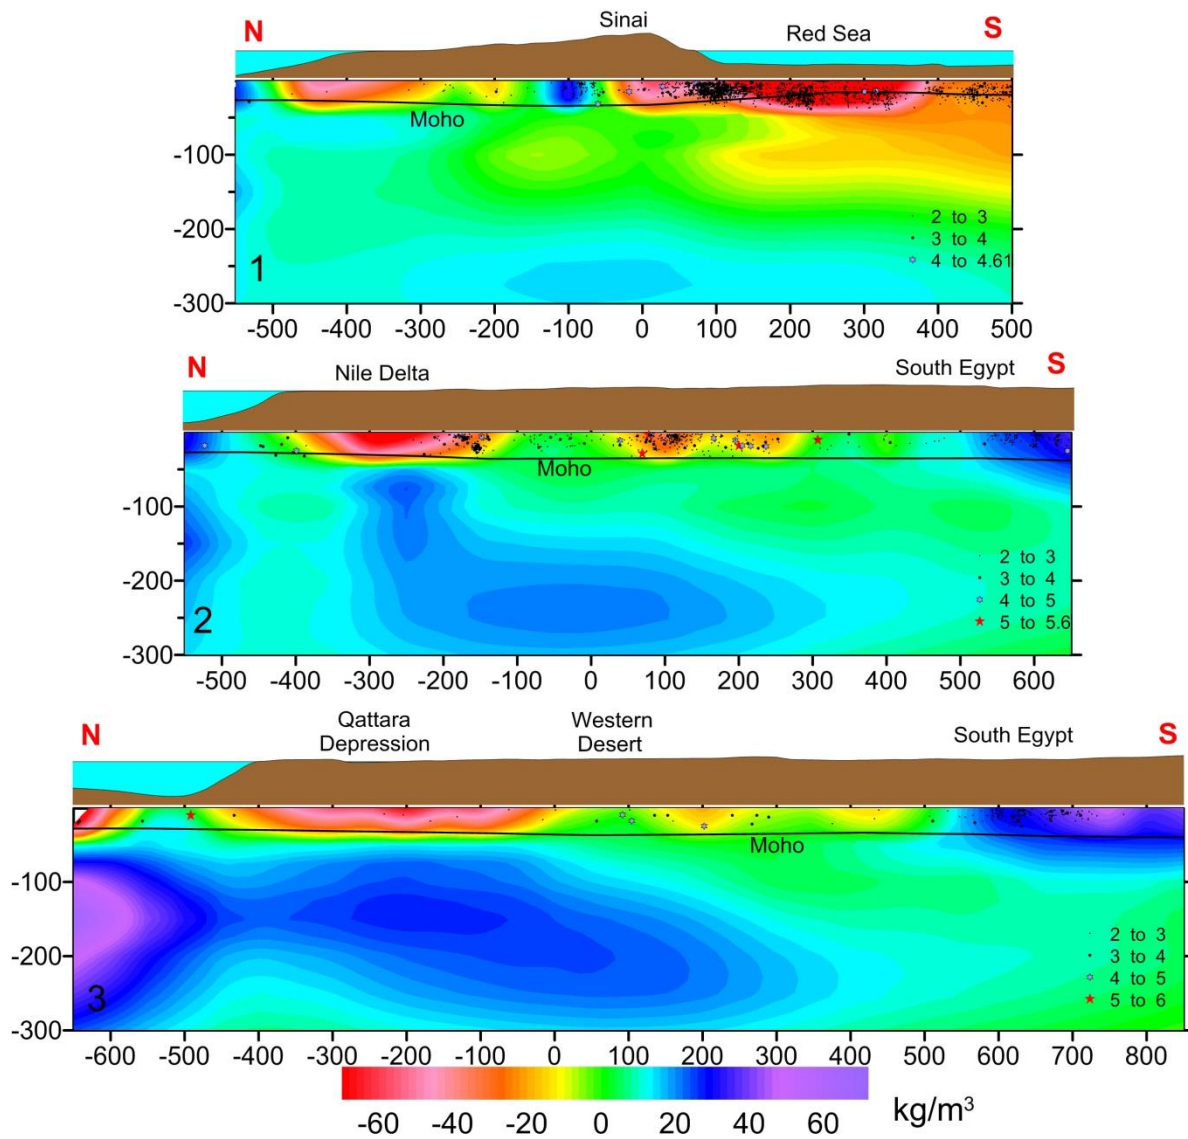 N
Sinai
Red Sea
S
Moho
-100
-200
-300
2 to 3
3 to 4
4 to 4.61
1
-500 -400 -300 -200 -100 0 100 200 300 400 500
N
Nile Delta
South Egypt
S
Moho
-100
-200
-300
2 to 3
3 to 4
4 to 5
5 to 5.6
2
-500 -400 -300 -200 -100 0 100 200 300 400 500 600
N
Qattara
Depression
Western
Desert
South Egypt
S
Moho
-100
-200
-300
2 to 3
3 to 4
4 to 5
5 to 6
3
-600 -500 -400 -300 -200 -100 0 100 200 300 400 500 600 700 800
-60 -40 -20 0 20 40 60
kg/m³